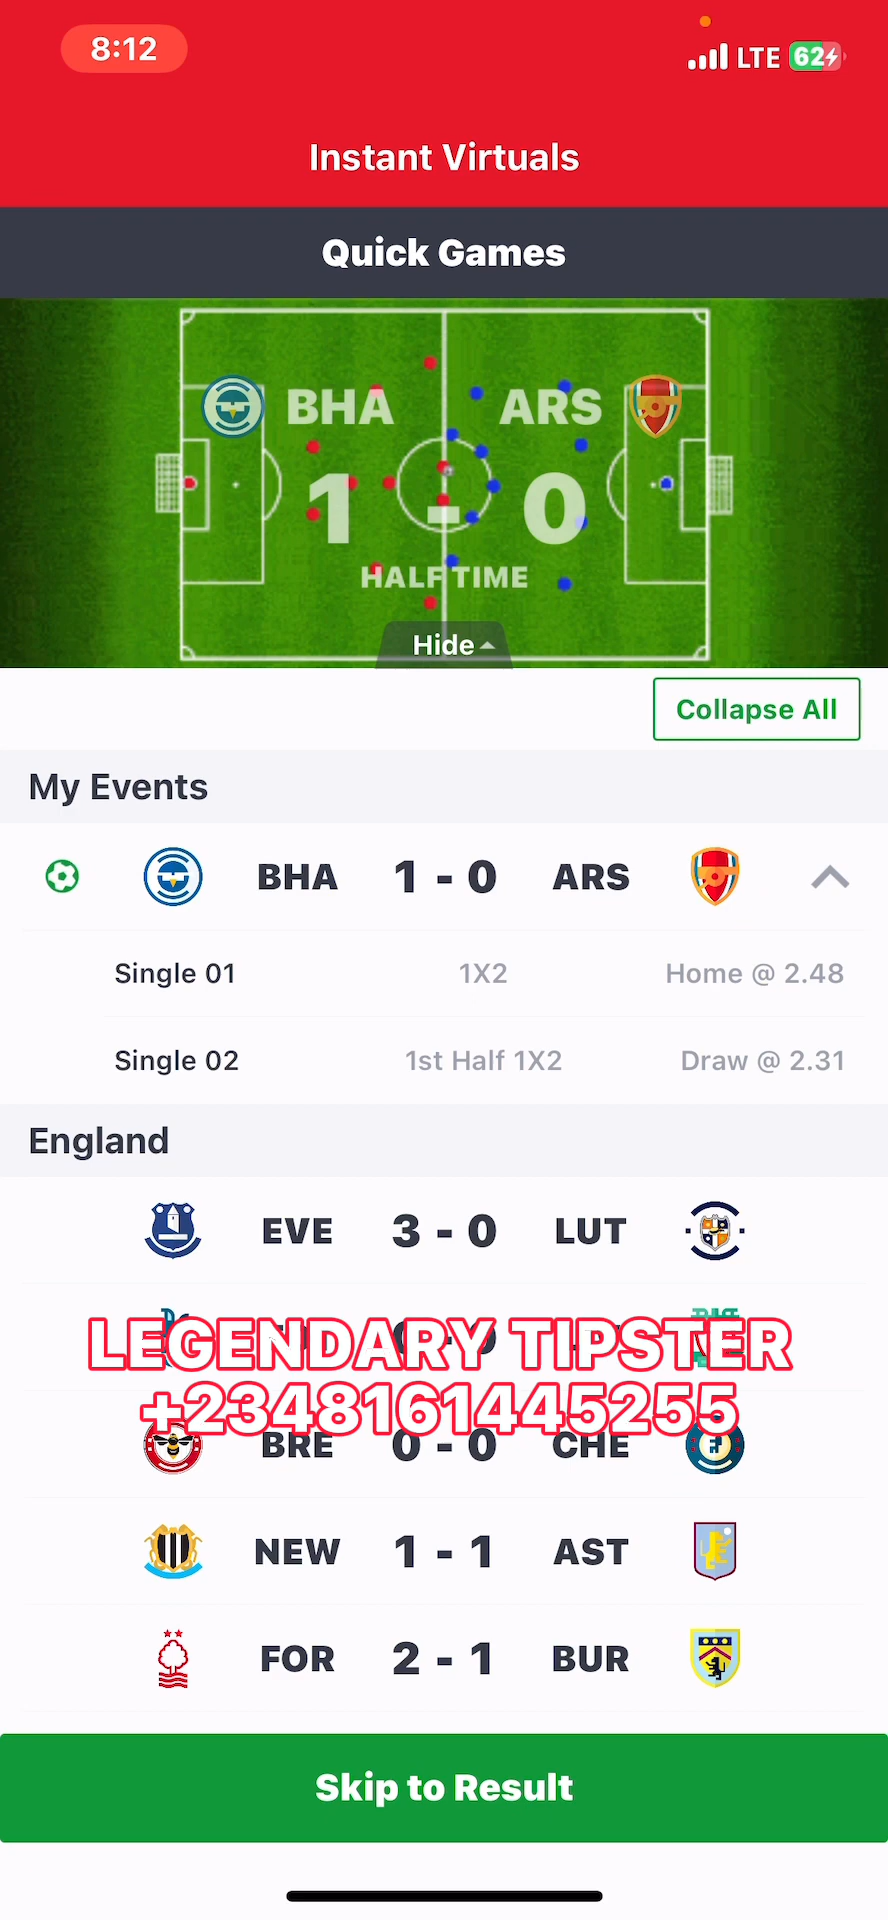 8:12
LTE 62
Instant Virtuals
Quick Games
BHA ARS
1 - 0
HALF TIME
Hide
Collapse All
My Events
BHA 1 - 0 ARS
Single 01 1X2 Home @ 2.48
Single 02 1st Half 1X2 Draw @ 2.31
England
EVE 3 - 0 LUT
LEGENDARY TIPSTER
+2348161445255
BRE 0 - 0 CHE
NEW 1 - 1 AST
FOR 2 - 1 BUR
Skip to Result